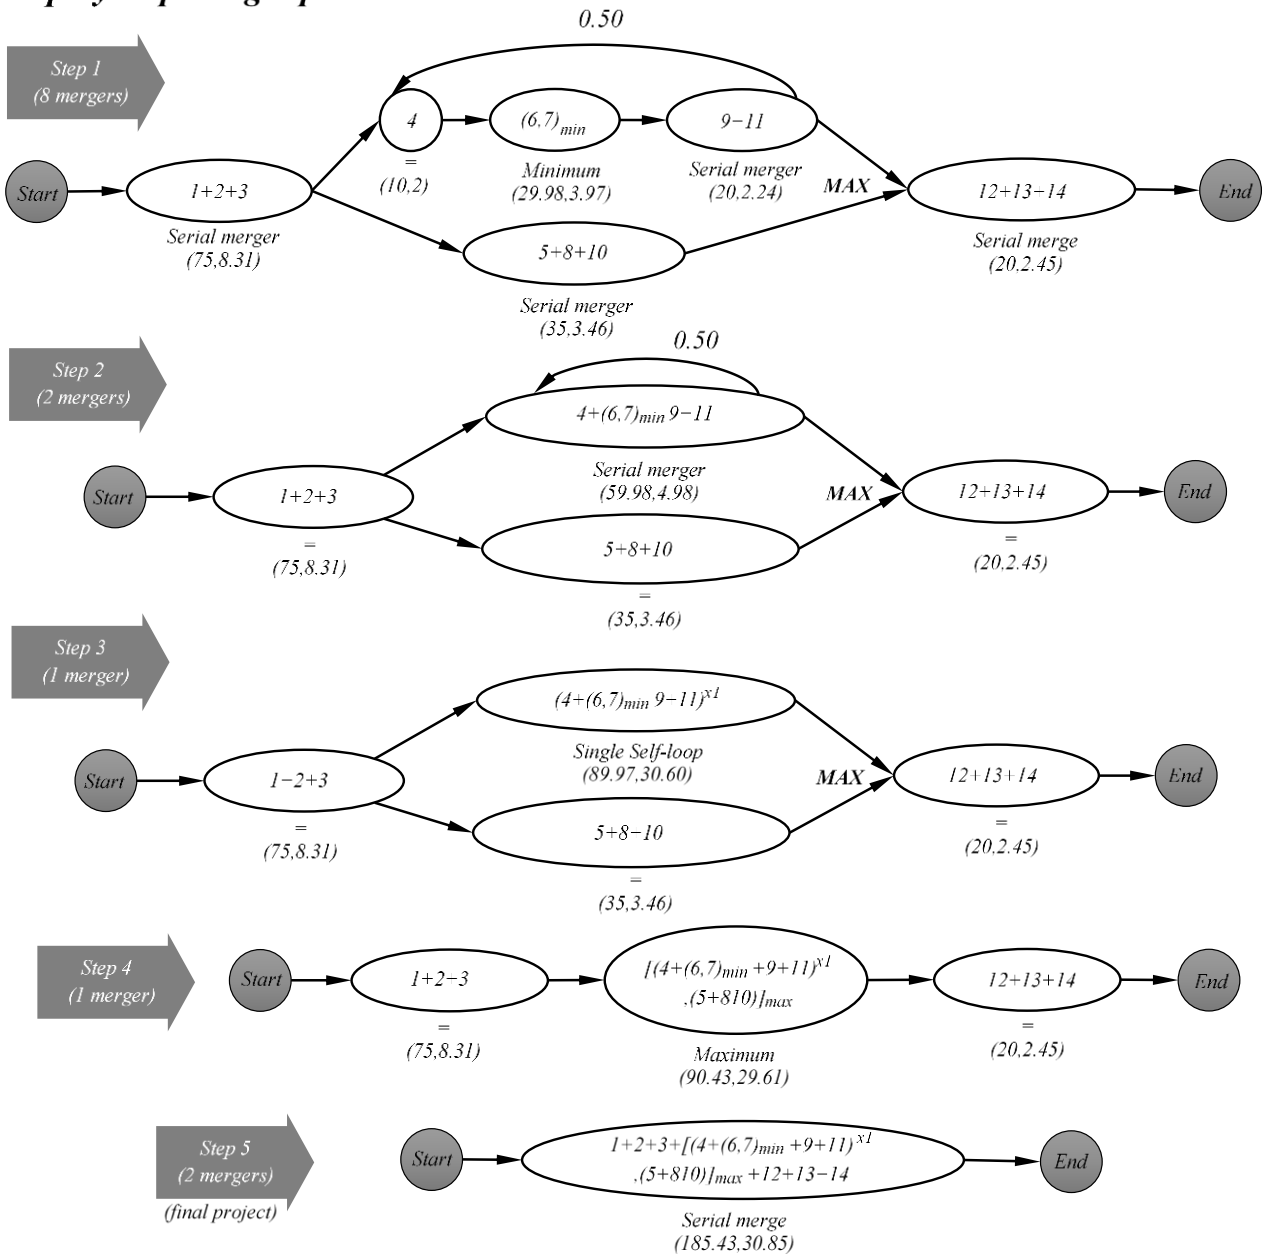 0.50
Step 1
(8 mergers)
4
(6,7)min
9−11
=
(10,2)
Minimum
(29.98,3.97)
Serial merger
(20,2.24)
MAX
Start
1+2+3
12+13+14
End
Serial merger
(75,8.31)
5+8+10
Serial merge
(20,2.45)
Serial merger
(35,3.46)
0.50
Step 2
(2 mergers)
4+(6,7)min 9−11
Serial merger
(59.98,4.98)
MAX
Start
1+2+3
12+13+14
End
=
(75,8.31)
5+8+10
=
(20,2.45)
=
(35,3.46)
Step 3
(1 merger)
(4+(6,7)min 9−11)x1
Single Self-loop
(89.97,30.60)
MAX
Start
1−2+3
12+13+14
End
=
(75,8.31)
5+8−10
=
(20,2.45)
=
(35,3.46)
Step 4
(1 merger)
Start
1+2+3
[(4+(6,7)min +9+11)x1
,(5+810)]max
12+13+14
End
=
(75,8.31)
=
(20,2.45)
Maximum
(90.43,29.61)
Step 5
(2 mergers)
(final project)
Start
1+2+3+[(4+(6,7)min +9+11)x1
,(5+810)]max +12+13−14
End
Serial merge
(185.43,30.85)